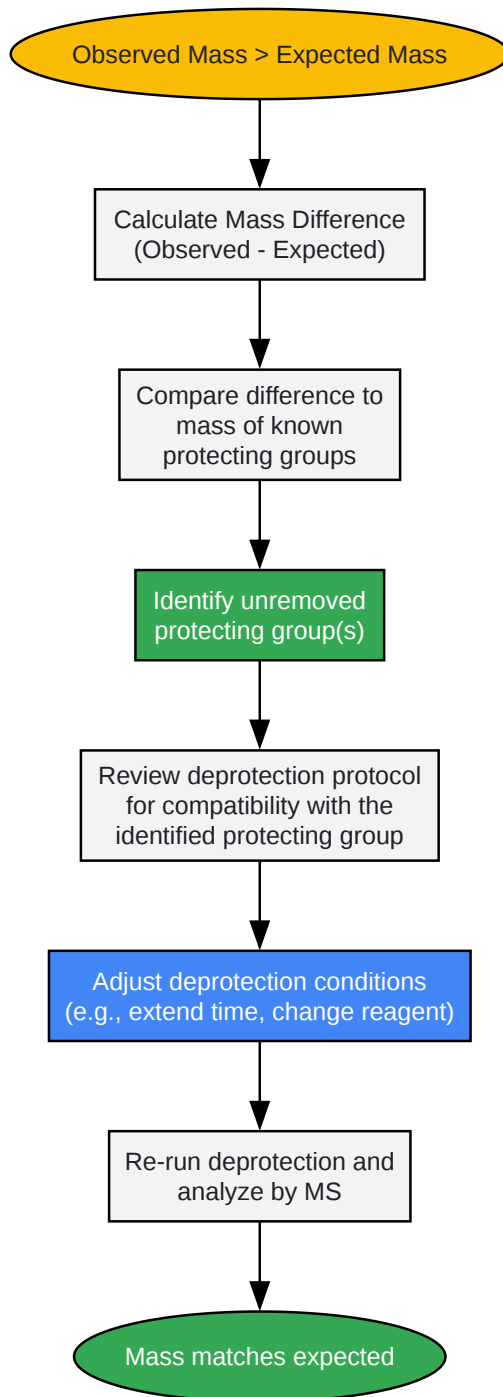 Observed Mass > Expected Mass
Calculate Mass Difference
(Observed - Expected)
Compare difference to
mass of known
protecting groups
Identify unremoved
protecting group(s)
Review deprotection protocol
for compatibility with the
identified protecting group
Adjust deprotection conditions
(e.g., extend time, change reagent)
Re-run deprotection and
analyze by MS
Mass matches expected